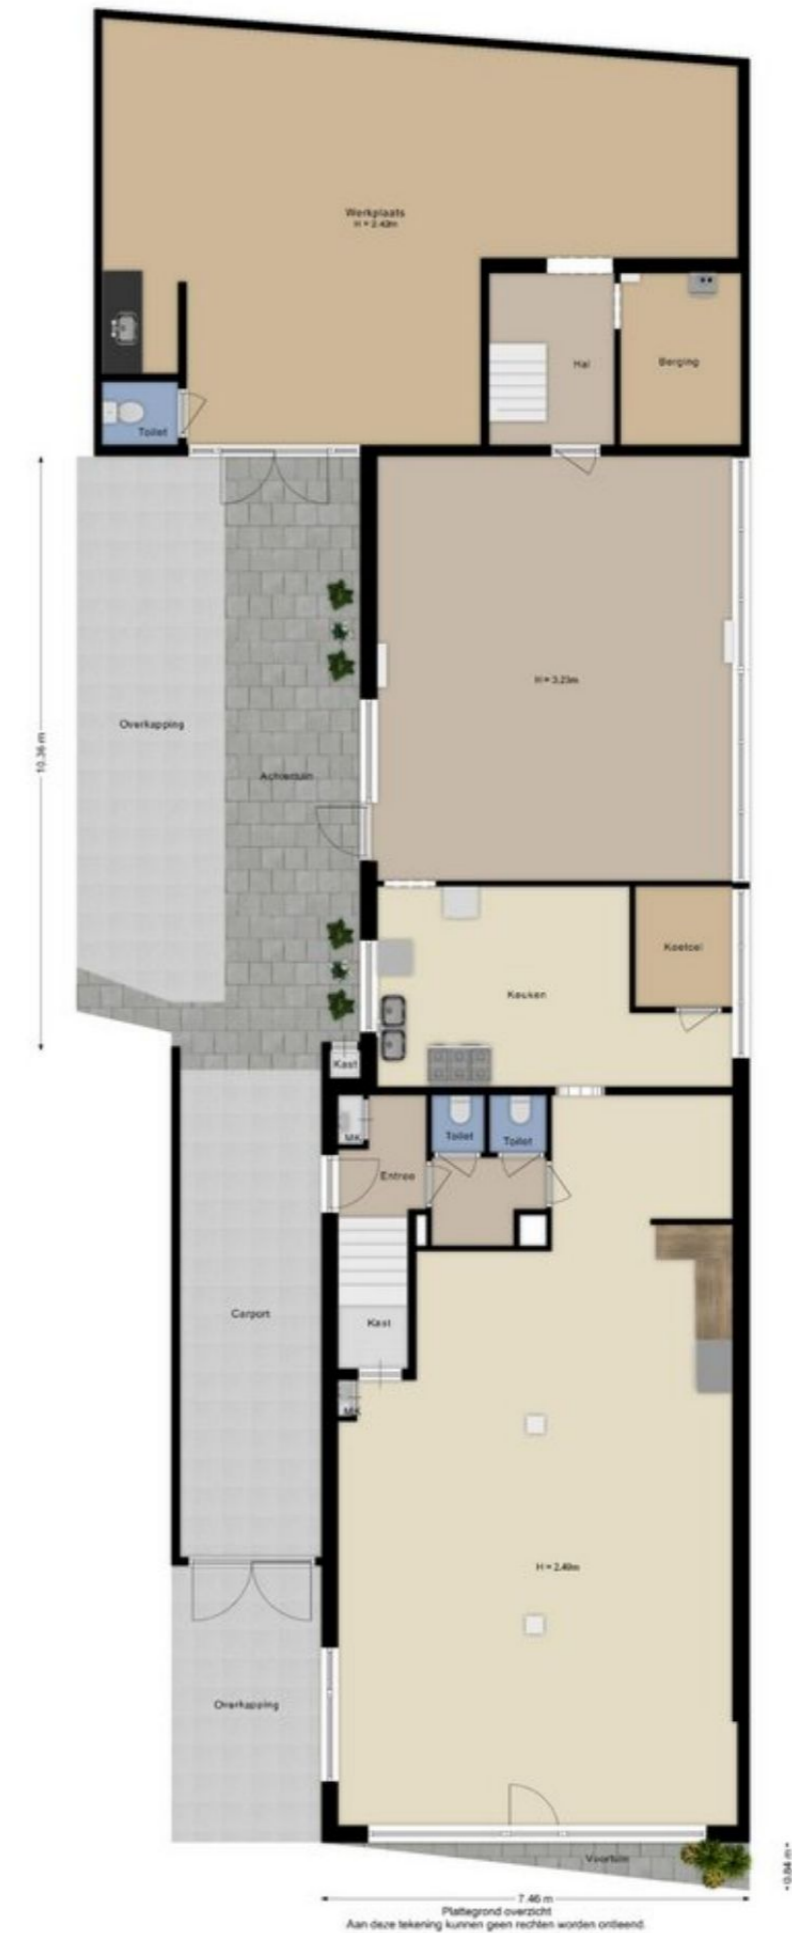 Werkplaats
H = 2.42m
Hal
Berging
Toilet
H = 3.23m
Overkapping
10.36 m
Achtertuin
Koelcel
Keuken
Kast
MK
Toilet
Toilet
Entree
Carport
Kast
MK
H = 2.49m
Overkapping
Voortuin
0.84 m
7.46 m
Plattegrond overzicht
Aan deze tekening kunnen geen rechten worden ontleend.